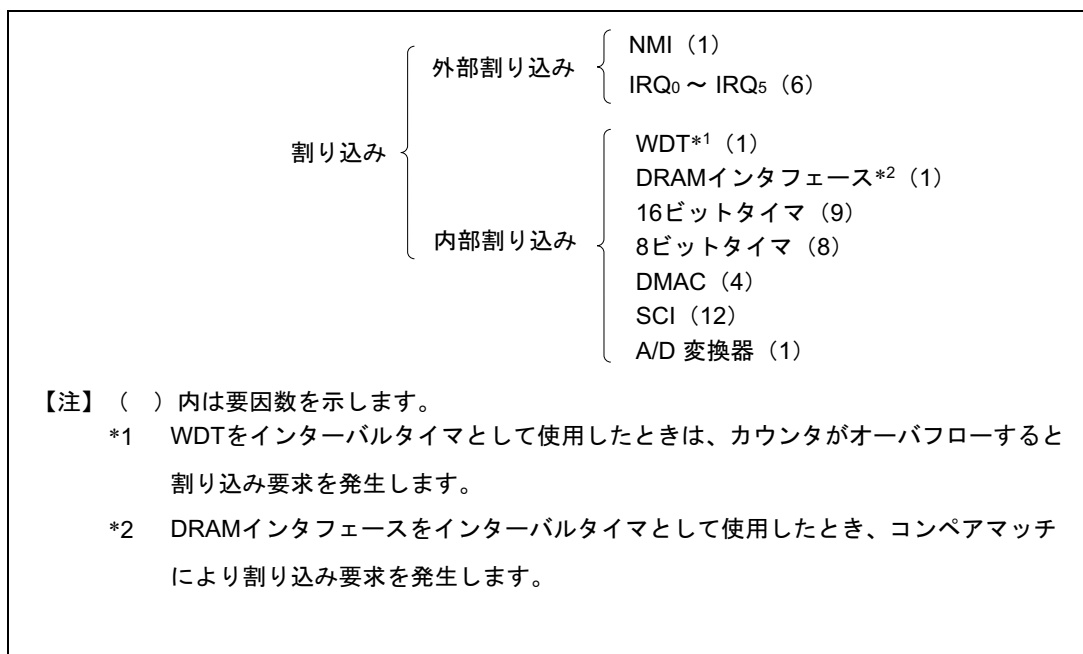 割り込み
外部割り込み
NMI（1）
IRQ0 ～ IRQ5（6）
内部割り込み
WDT*1（1）
DRAMインタフェース*2（1）
16ビットタイマ（9）
8ビットタイマ（8）
DMAC（4）
SCI（12）
A/D 変換器（1）
【注】（　）内は要因数を示します。
*1 WDTをインターバルタイマとして使用したときは、カウンタがオーバフローすると
割り込み要求を発生します。
*2 DRAMインタフェースをインターバルタイマとして使用したとき、コンペアマッチ
により割り込み要求を発生します。